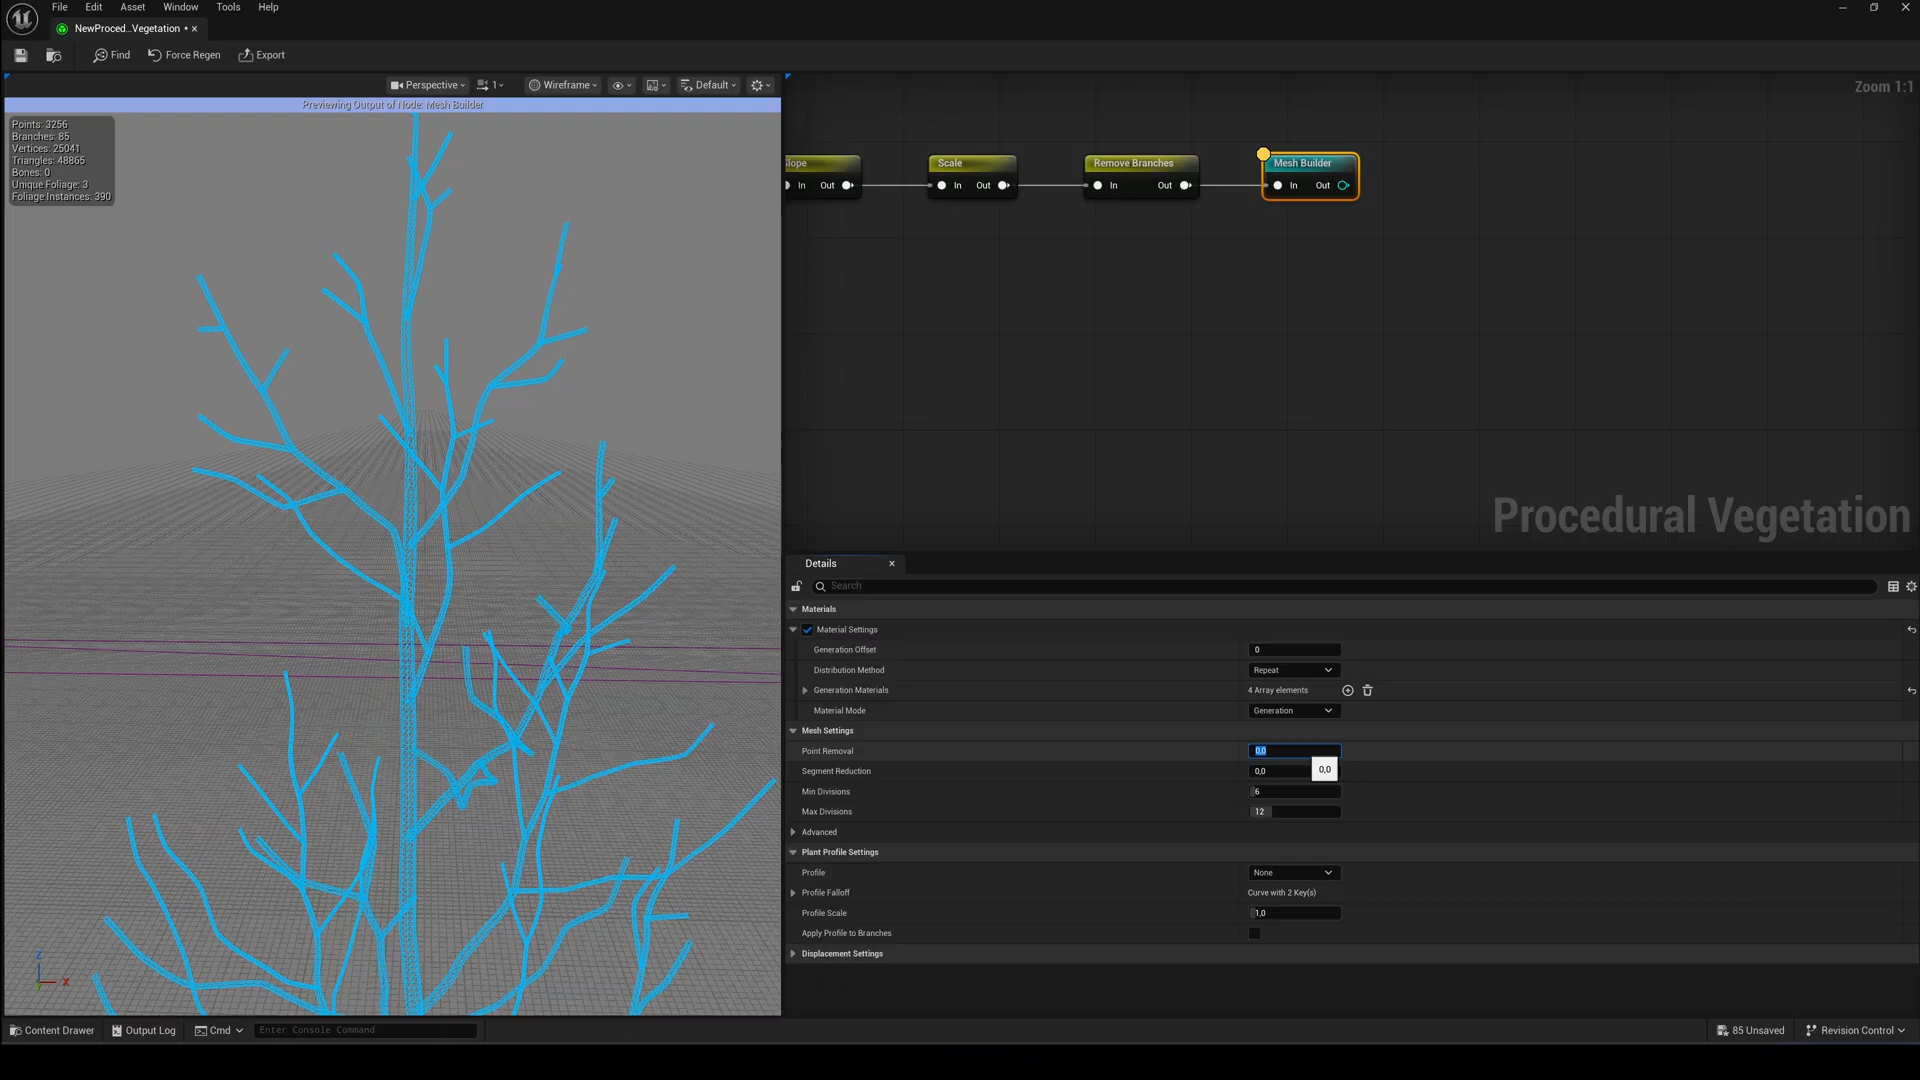 File Edit Asset Window Tools Help
NewProced...Vegetation •
Find Force Regen Export
Perspective 1 Wireframe Default
Zoom 1:1
Previewing Output of Node: Mesh Builder
Points: 3256
Branches: 85
Vertices: 25041
Triangles: 48865
Bones: 0
Unique Foliage: 3
Foliage Instances: 390
Slope Scale Remove Branches Mesh Builder
In Out In Out In Out In Out
Procedural Vegetation
Details
Search
Materials
Material Settings
Generation Offset 0
Distribution Method Repeat
Generation Materials 4 Array elements
Material Mode Generation
Mesh Settings
Point Removal 0,0
Segment Reduction 0,0 0,0
Min Divisions 6
Max Divisions 12
Advanced
Plant Profile Settings
Profile None
Profile Falloff Curve with 2 Key(s)
Profile Scale 1,0
Apply Profile to Branches
Displacement Settings
Z
X
Content Drawer Output Log Cmd Enter Console Command 85 Unsaved Revision Control